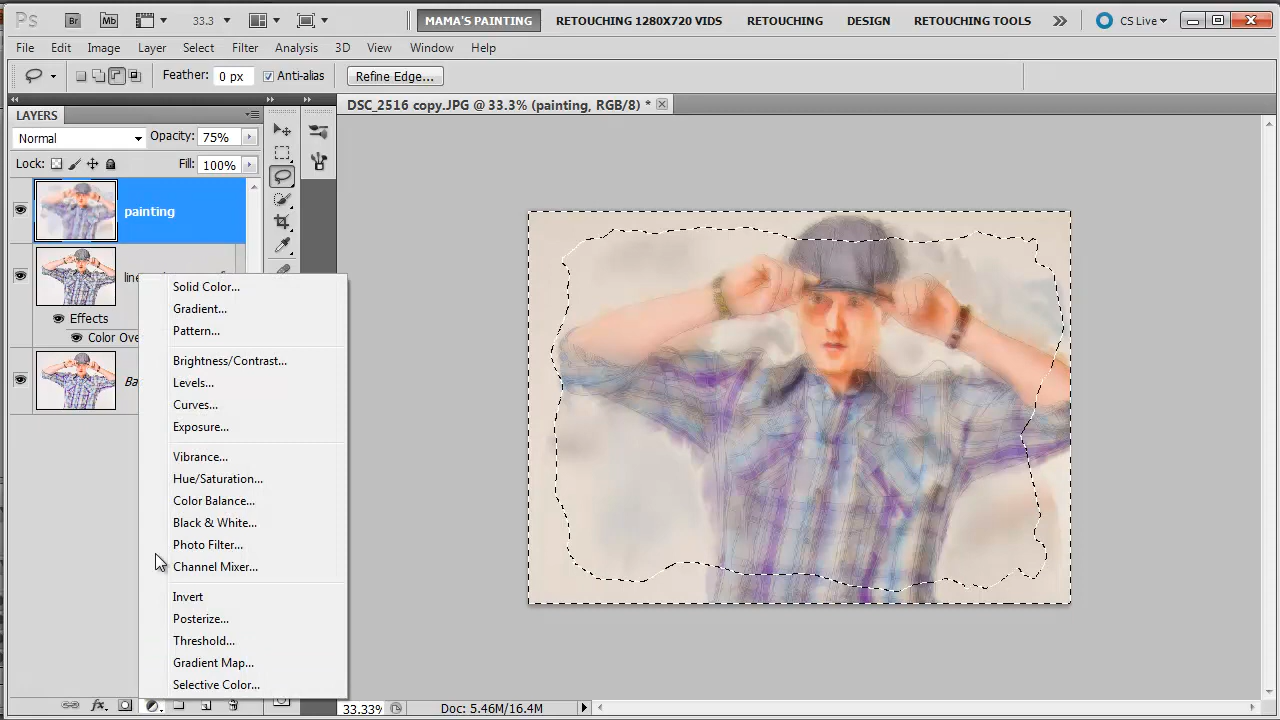 Ps Br Mb 33.3 MAMA'S PAINTING RETOUCHING 1280X720 VIDS RETOUCHING DESIGN RETOUCHING TOOLS CS Live
File Edit Image Layer Select Filter Analysis 3D View Window Help
Feather: 0 px Anti-alias Refine Edge...
LAYERS
DSC_2516 copy.JPG @ 33.3% (painting, RGB/8) *
Normal Opacity: 75%
Lock: Fill: 100%
painting
Effects
Color Ove
Ba
Solid Color...
Gradient...
Pattern...
Brightness/Contrast...
Levels...
Curves...
Exposure...
Vibrance...
Hue/Saturation...
Color Balance...
Black & White...
Photo Filter...
Channel Mixer...
Invert
Posterize...
Threshold...
Gradient Map...
Selective Color...
fx 33.33% Doc: 5.46M/16.4M